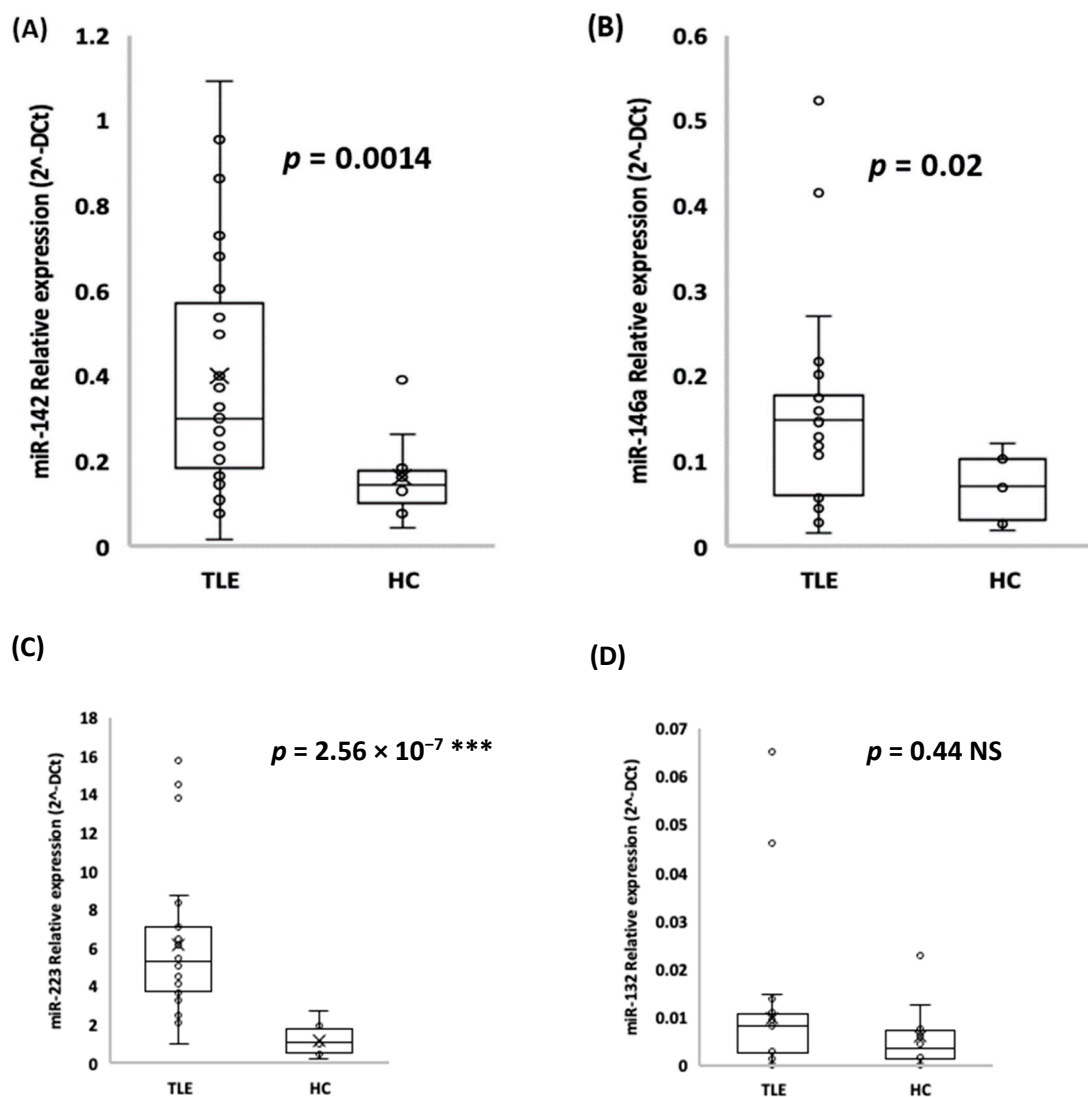 (A)
miR-142 Relative expression (2^-DCt)
1.2
1
0.8
0.6
0.4
0.2
0
p = 0.0014
TLE
HC
(B)
miR-146a Relative expression (2^-DCt)
0.6
0.5
0.4
0.3
0.2
0.1
0
p = 0.02
TLE
HC
(C)
miR-223 Relative expression (2^-DCt)
18
16
14
12
10
8
6
4
2
0
p = 2.56 × 10⁻⁷ ***
TLE
HC
(D)
miR-132 Relative expression (2^-DCt)
0.07
0.06
0.05
0.04
0.03
0.02
0.01
0
p = 0.44 NS
TLE
HC